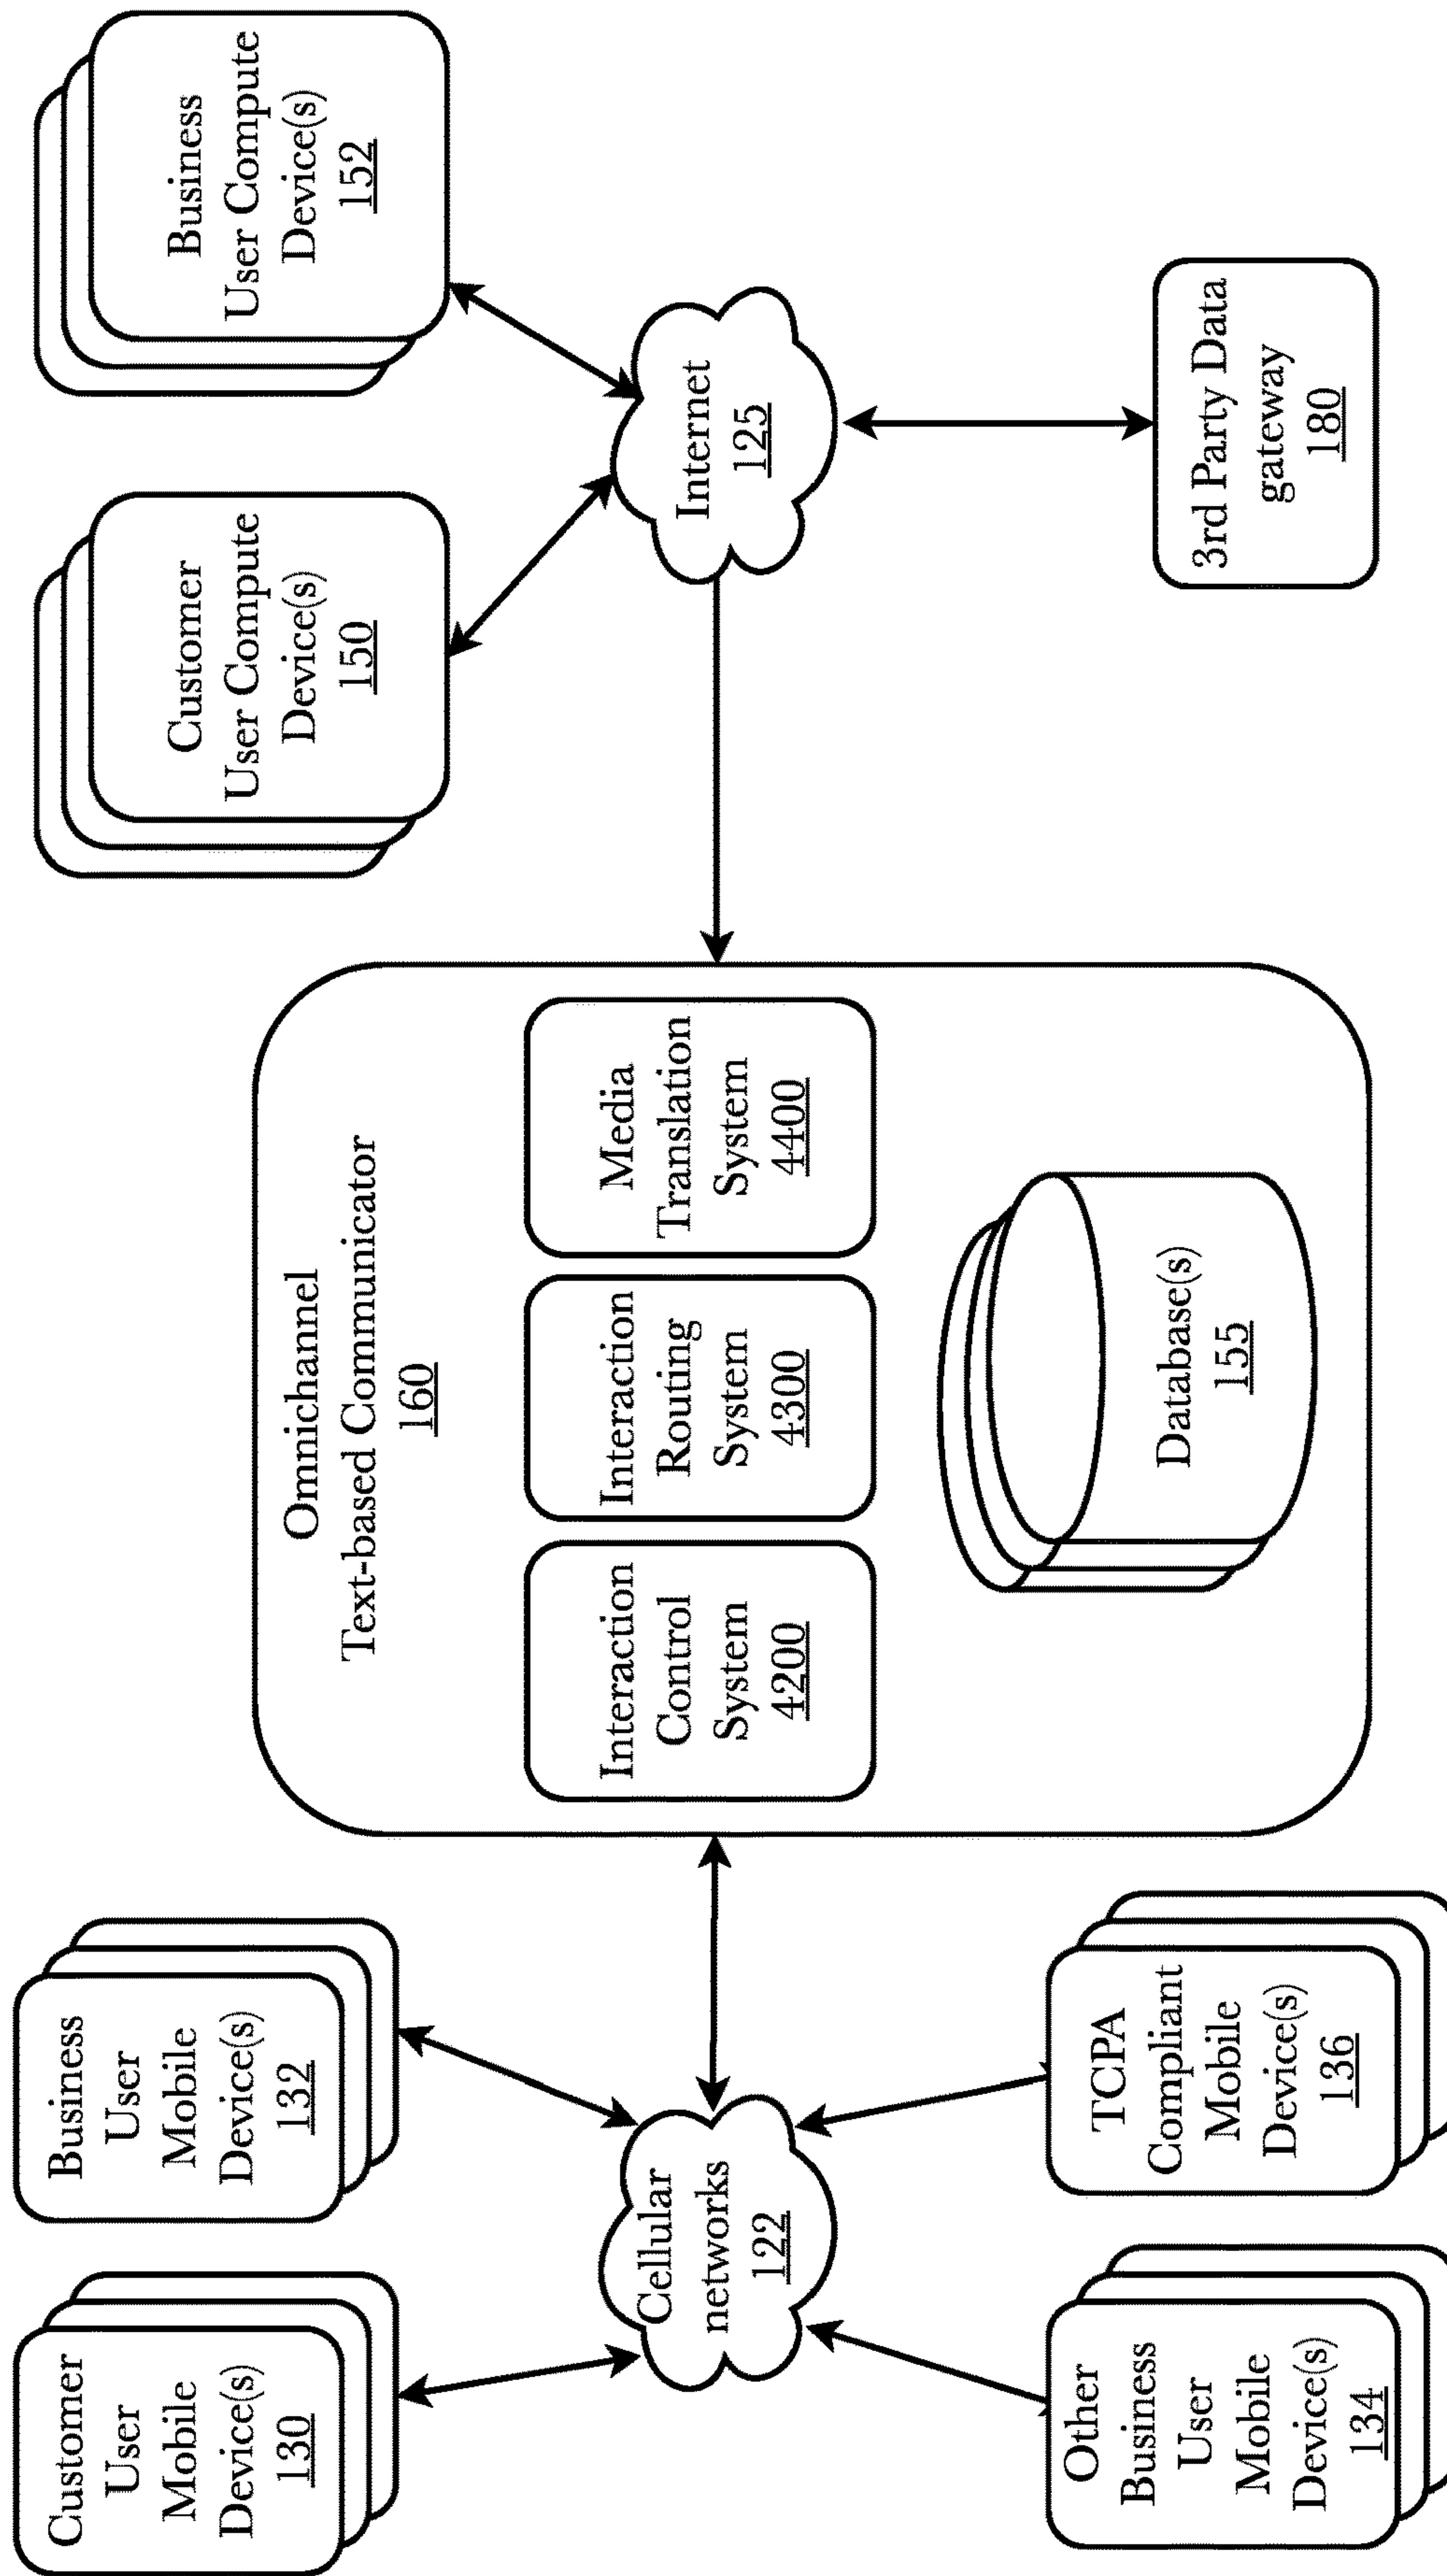 Customer
User
Mobile
Device(s)
130
Business
User
Mobile
Device(s)
132
Omnichannel
Text-based Communicator
160
Customer
User Compute
Device(s)
150
Business
User Compute
Device(s)
152
Cellular
networks
122
Interaction
Control
System
4200
Interaction
Routing
System
4300
Media
Translation
System
4400
Internet
125
Other
Business
User
Mobile
Device(s)
134
TCPA
Compliant
Mobile
Device(s)
136
Database(s)
155
3rd Party Data
gateway
180